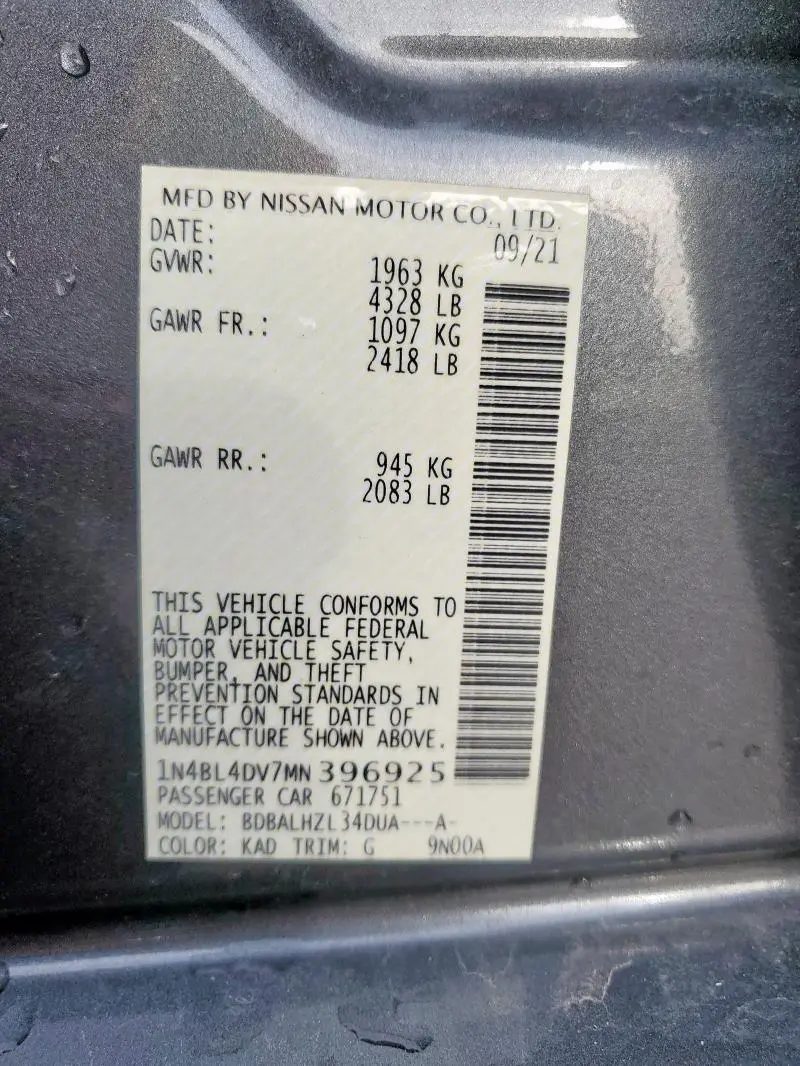 MFD BY NISSAN MOTOR CO., LTD.
DATE: 09/21
GVWR: 1963 KG
4328 LB
GAWR FR.: 1097 KG
2418 LB
GAWR RR.: 945 KG
2083 LB
THIS VEHICLE CONFORMS TO
ALL APPLICABLE FEDERAL
MOTOR VEHICLE SAFETY,
BUMPER, AND THEFT
PREVENTION STANDARDS IN
EFFECT ON THE DATE OF
MANUFACTURE SHOWN ABOVE.
1N4BL4DV7MN396925
PASSENGER CAR 671751
MODEL: BDBALHZL34DUA---A-
COLOR: KAD TRIM: G 9N00A